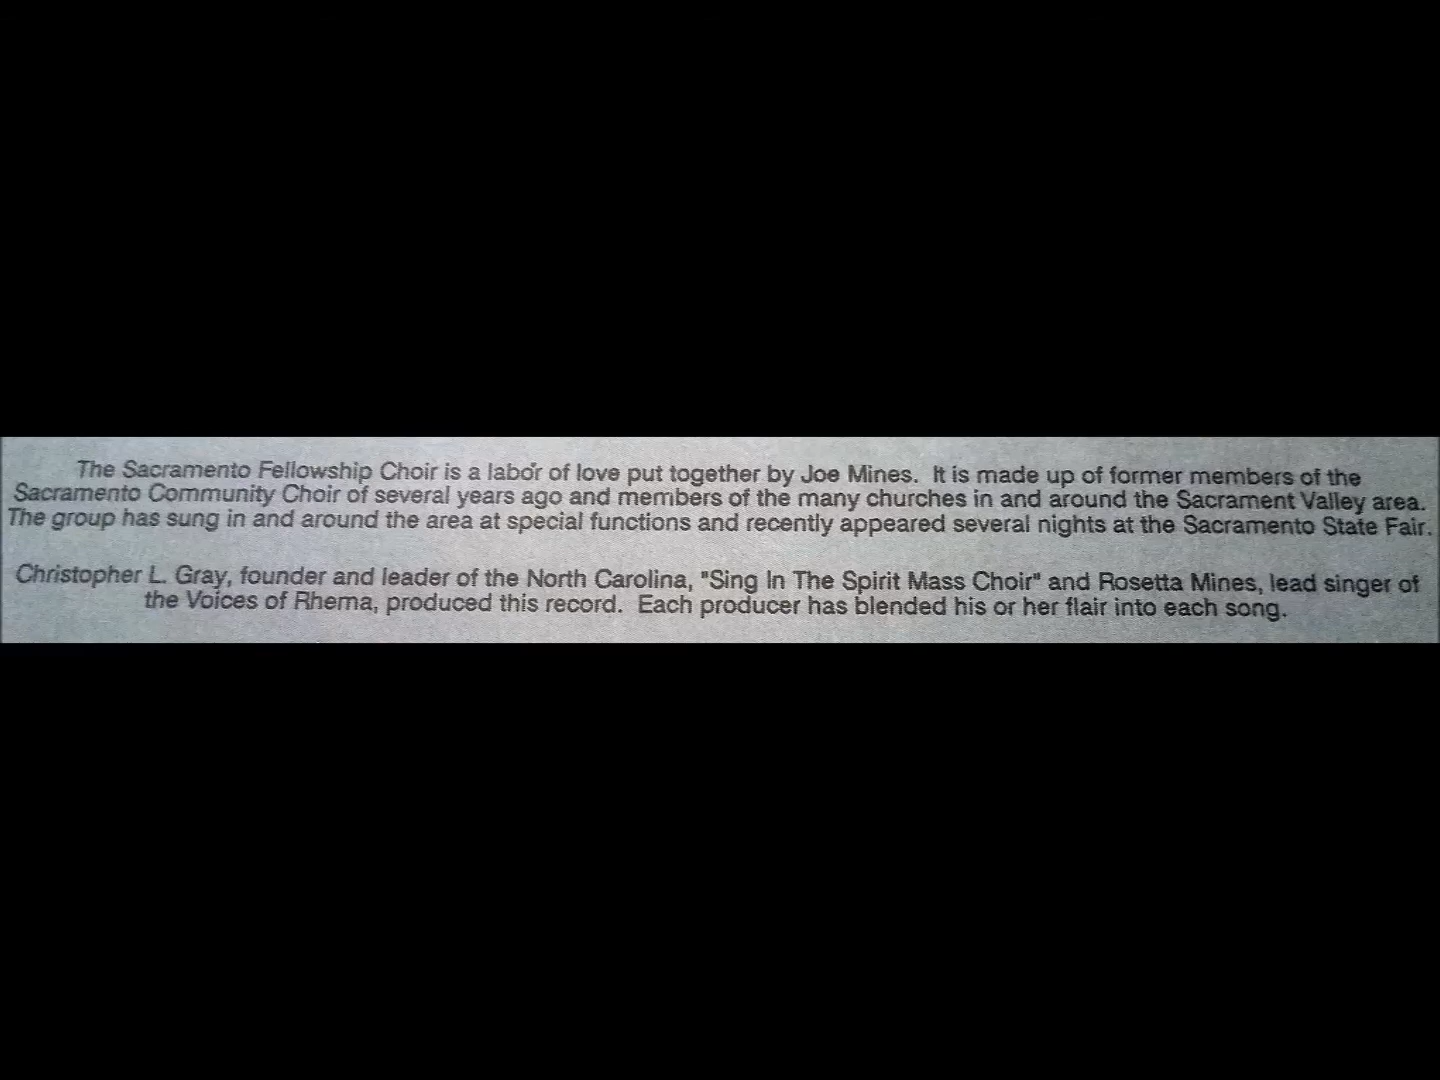 The Sacramento Fellowship Choir is a labor of love put together by Joe Mines. It is made up of former members of the
Sacramento Community Choir of several years ago and members of the many churches in and around the Sacrament Valley area.
The group has sung in and around the area at special functions and recently appeared several nights at the Sacramento State Fair.
Christopher L. Gray, founder and leader of the North Carolina, "Sing In The Spirit Mass Choir" and Rosetta Mines, lead singer of
the Voices of Rhema, produced this record. Each producer has blended his or her flair into each song.